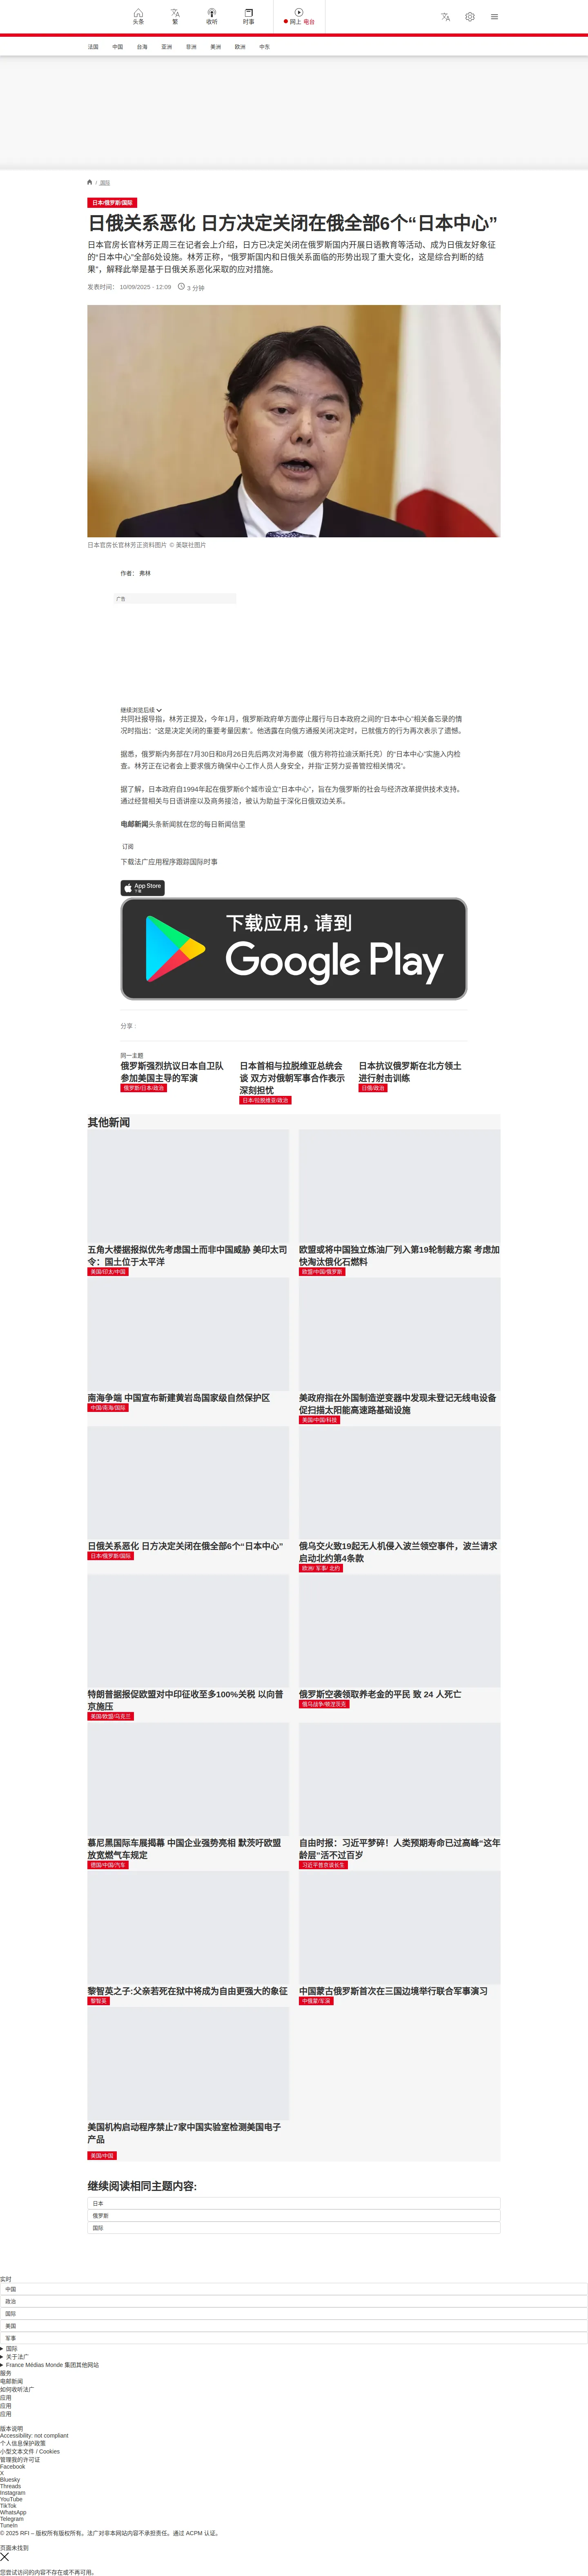 头条
繁
收听
时事
网上 电台
法国 中国 台海 亚洲 非洲 美洲 欧洲 中东
/ 国际
日本/俄罗斯/国际
日俄关系恶化 日方决定关闭在俄全部6个“日本中心”
日本官房长官林芳正周三在记者会上介绍，日方已决定关闭在俄罗斯国内开展日语教育等活动、成为日俄友好象征
的“日本中心”全部6处设施。林芳正称，“俄罗斯国内和日俄关系面临的形势出现了重大变化，这是综合判断的结
果”，解释此举是基于日俄关系恶化采取的应对措施。
发表时间： 10/09/2025 - 12:09 3 分钟
日本官房长官林芳正资料图片 © 美联社图片
作者： 弗林
广告
继续浏览后续
共同社报导指，林芳正提及，今年1月，俄罗斯政府单方面停止履行与日本政府之间的“日本中心”相关备忘录的情
况时指出：“这是决定关闭的重要考量因素”。他透露在向俄方通报关闭决定时，已就俄方的行为再次表示了遗憾。
据悉，俄罗斯内务部在7月30日和8月26日先后两次对海参崴（俄方称符拉迪沃斯托克）的“日本中心”实施入内检
查。林芳正在记者会上要求俄方确保中心工作人员人身安全，并指“正努力妥善管控相关情况”。
据了解，日本政府自1994年起在俄罗斯6个城市设立“日本中心”，旨在为俄罗斯的社会与经济改革提供技术支持。
通过经营相关与日语讲座以及商务接洽，被认为助益于深化日俄双边关系。
电邮新闻头条新闻就在您的每日新闻信里
订阅
下载法广应用程序跟踪国际时事
App Store
下载
下载应用，请到
Google Play
分享 :
同一主题
俄罗斯强烈抗议日本自卫队
参加美国主导的军演
俄罗斯/日本/政治
日本首相与拉脱维亚总统会
谈 双方对俄朝军事合作表示
深刻担忧
日本/拉脱维亚/政治
日本抗议俄罗斯在北方领土
进行射击训练
日俄/政治
其他新闻
五角大楼据报拟优先考虑国土而非中国威胁 美印太司
令：国土位于太平洋
美国/印太/中国
欧盟或将中国独立炼油厂列入第19轮制裁方案 考虑加
快淘汰俄化石燃料
欧盟/中国/俄罗斯
南海争端 中国宣布新建黄岩岛国家级自然保护区
中国/南海/国际
美政府指在外国制造逆变器中发现未登记无线电设备
促扫描太阳能高速路基础设施
美国/中国/科技
日俄关系恶化 日方决定关闭在俄全部6个“日本中心”
日本/俄罗斯/国际
俄乌交火致19起无人机侵入波兰领空事件，波兰请求
启动北约第4条款
欧洲/ 军事/ 北约
特朗普据报促欧盟对中印征收至多100%关税 以向普
京施压
美国/欧盟/乌克兰
俄罗斯空袭领取养老金的平民 致 24 人死亡
俄乌战争/顿涅茨克
慕尼黑国际车展揭幕 中国企业强势亮相 默茨吁欧盟
放宽燃气车规定
德国/中国/汽车
自由时报：习近平梦碎！人类预期寿命已过高峰“这年
龄层”活不过百岁
习近平普京谈长生
黎智英之子:父亲若死在狱中将成为自由更强大的象征
黎智英
中国蒙古俄罗斯首次在三国边境举行联合军事演习
中俄蒙/军演
美国机构启动程序禁止7家中国实验室检测美国电子
产品
美国/中国
继续阅读相同主题内容:
日本
俄罗斯
国际
实时
中国
政治
国际
美国
军事
国际
关于法广
France Médias Monde 集团其他网站
服务
电邮新闻
如何收听法广
应用
应用
应用
版本说明
Accessibility: not compliant
个人信息保护政策
小型文本文件 / Cookies
管理我的许可证
Facebook
X
Bluesky
Threads
Instagram
YouTube
TikTok
WhatsApp
Telegram
TuneIn
© 2025 RFI – 版权所有版权所有。法广对非本网站内容不承担责任。通过 ACPM 认证。
页面未找到
您尝试访问的内容不存在或不再可用。